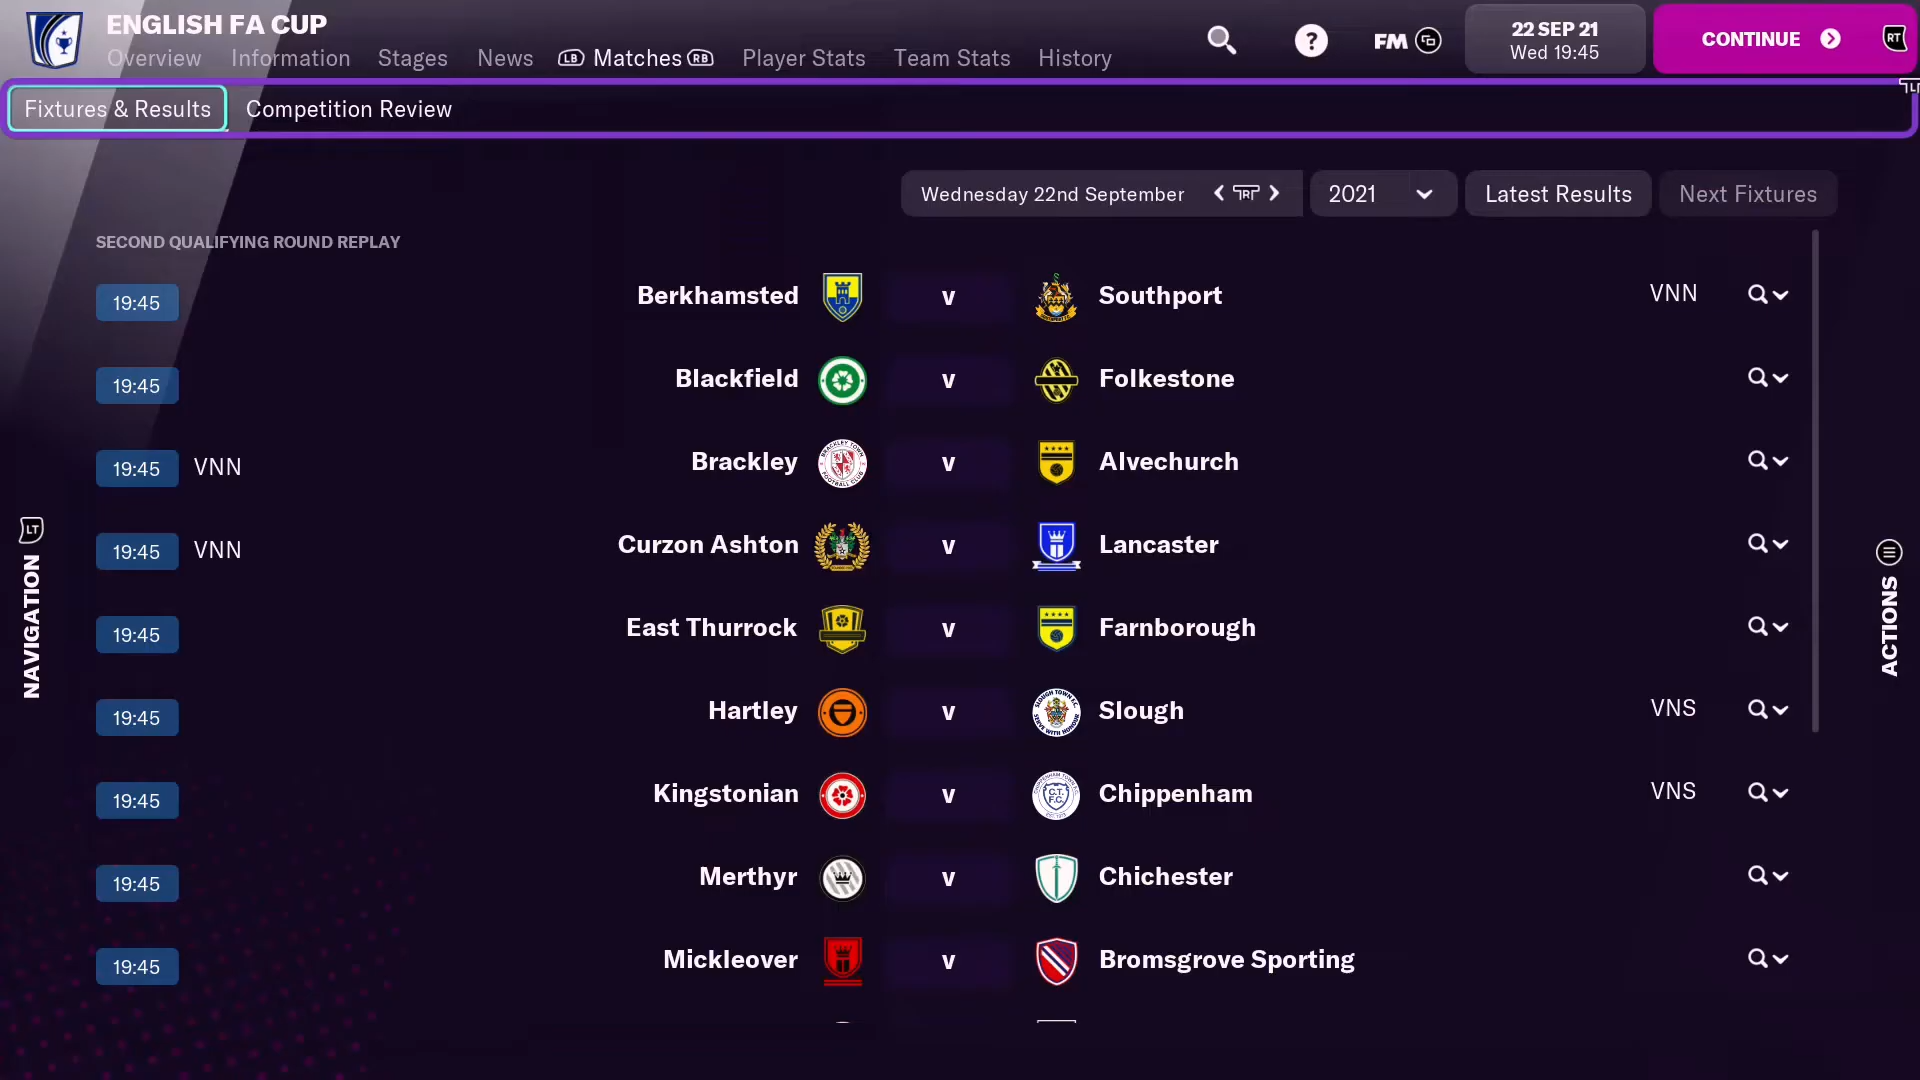 ENGLISH FA CUP
Overview Information Stages News LB Matches RB Player Stats Team Stats History
FM
22 SEP 21
Wed 19:45
CONTINUE RT
Fixtures & Results Competition Review
Wednesday 22nd September RT 2021 Latest Results Next Fixtures
SECOND QUALIFYING ROUND REPLAY
19:45 Berkhamsted v Southport VNN
19:45 Blackfield v Folkestone
19:45 VNN Brackley v Alvechurch
19:45 VNN Curzon Ashton v Lancaster
19:45 East Thurrock v Farnborough
19:45 Hartley v Slough VNS
19:45 Kingstonian v Chippenham VNS
19:45 Merthyr v Chichester
19:45 Mickleover v Bromsgrove Sporting
NAVIGATION LT
ACTIONS